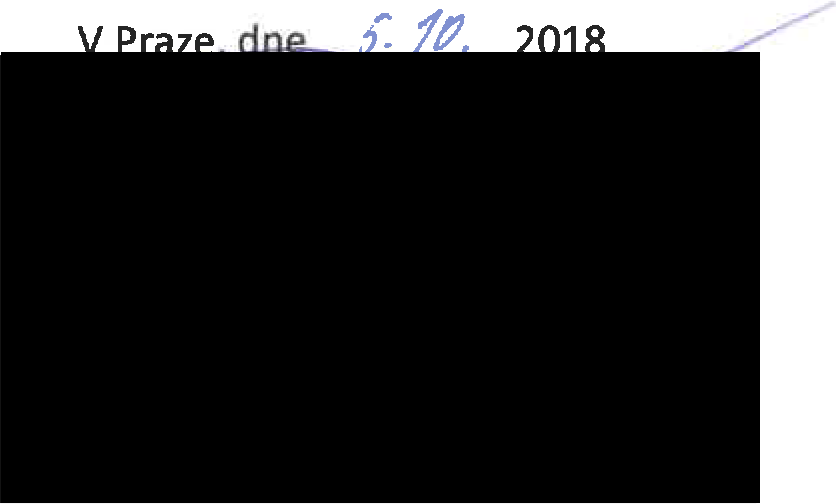 V Praze, dne 5. 10. 2018